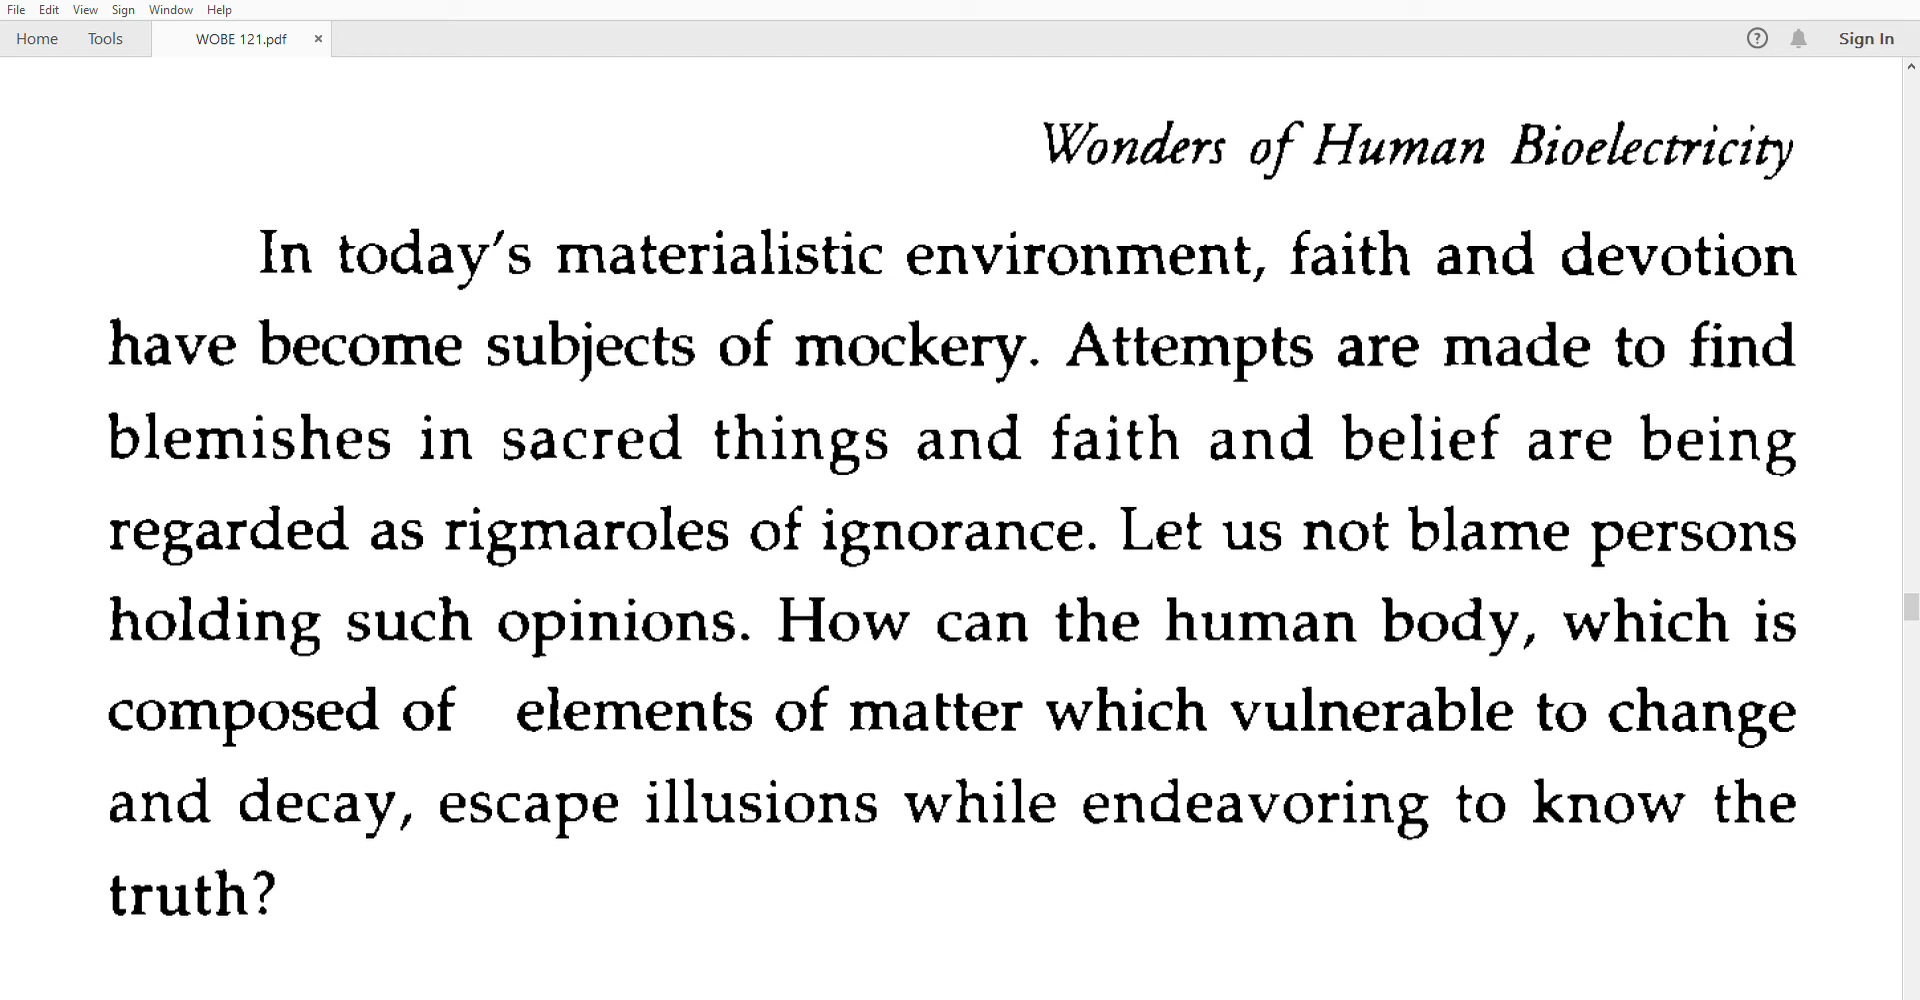 File Edit View Sign Window Help
Home Tools WOBE 121.pdf × ? Sign In
Wonders of Human Bioelectricity
In today's materialistic environment, faith and devotion
have become subjects of mockery. Attempts are made to find
blemishes in sacred things and faith and belief are being
regarded as rigmaroles of ignorance. Let us not blame persons
holding such opinions. How can the human body, which is
composed of elements of matter which vulnerable to change
and decay, escape illusions while endeavoring to know the
truth?